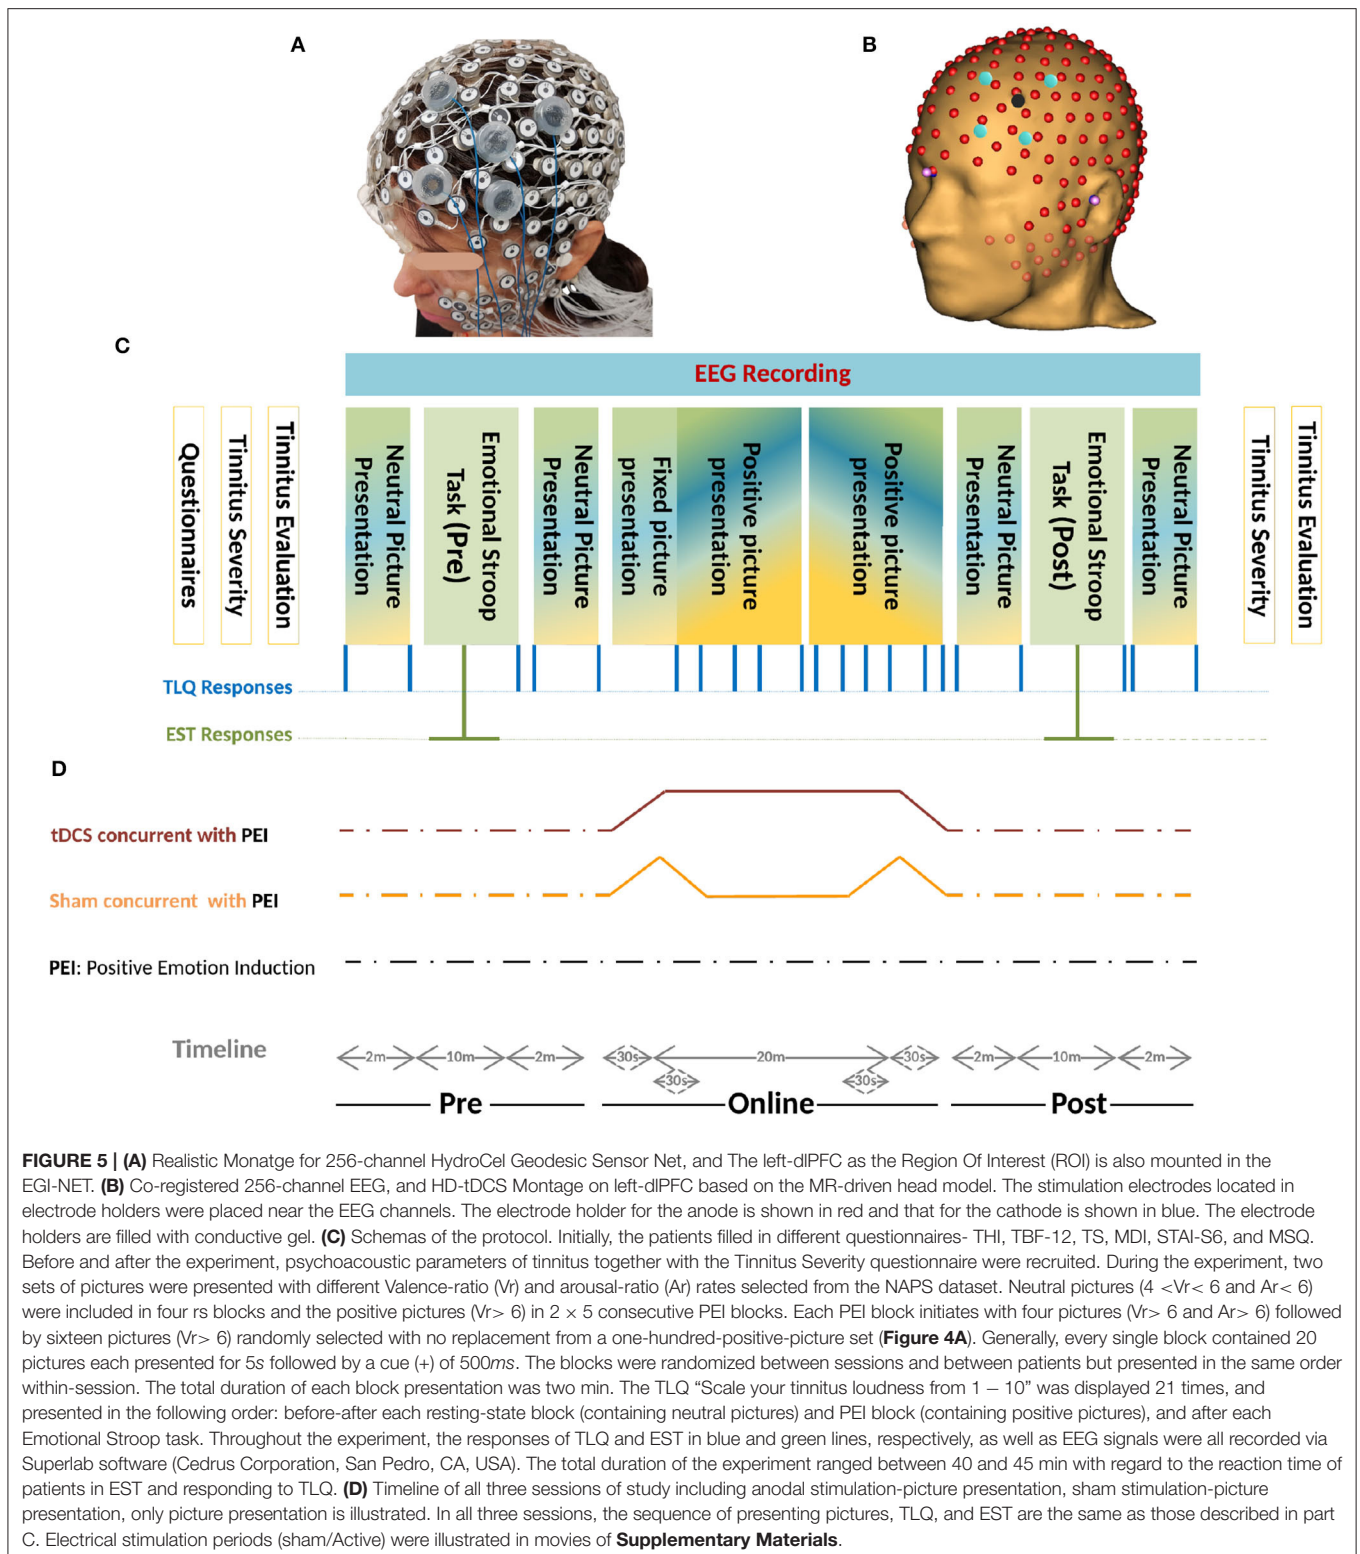 A
B
C
EEG Recording
Questionnaires
Tinnitus Severity
Tinnitus Evaluation
Neutral Picture
Presentation
Emotional Stroop
Task (Pre)
Neutral Picture
Presentation
Fixed picture
presentation
Positive picture
presentation
Positive picture
presentation
Neutral Picture
Presentation
Emotional Stroop
Task (Post)
Neutral Picture
Presentation
Tinnitus Severity
Tinnitus Evaluation
TLQ Responses
EST Responses
D
tDCS concurrent with PEI
Sham concurrent with PEI
PEI: Positive Emotion Induction
Timeline
2m 10m 2m 30s 20m 30s 2m 10m 2m
30s 30s
Pre Online Post
FIGURE 5 | (A) Realistic Monatge for 256-channel HydroCel Geodesic Sensor Net, and The left-dlPFC as the Region Of Interest (ROI) is also mounted in the
EGI-NET. (B) Co-registered 256-channel EEG, and HD-tDCS Montage on left-dlPFC based on the MR-driven head model. The stimulation electrodes located in
electrode holders were placed near the EEG channels. The electrode holder for the anode is shown in red and that for the cathode is shown in blue. The electrode
holders are filled with conductive gel. (C) Schemas of the protocol. Initially, the patients filled in different questionnaires- THI, TBF-12, TS, MDI, STAI-S6, and MSQ.
Before and after the experiment, psychoacoustic parameters of tinnitus together with the Tinnitus Severity questionnaire were recruited. During the experiment, two
sets of pictures were presented with different Valence-ratio (Vr) and arousal-ratio (Ar) rates selected from the NAPS dataset. Neutral pictures (4 <Vr< 6 and Ar< 6)
were included in four rs blocks and the positive pictures (Vr> 6) in 2 × 5 consecutive PEI blocks. Each PEI block initiates with four pictures (Vr> 6 and Ar> 6) followed
by sixteen pictures (Vr> 6) randomly selected with no replacement from a one-hundred-positive-picture set (Figure 4A). Generally, every single block contained 20
pictures each presented for 5s followed by a cue (+) of 500ms. The blocks were randomized between sessions and between patients but presented in the same order
within-session. The total duration of each block presentation was two min. The TLQ “Scale your tinnitus loudness from 1 − 10” was displayed 21 times, and
presented in the following order: before-after each resting-state block (containing neutral pictures) and PEI block (containing positive pictures), and after each
Emotional Stroop task. Throughout the experiment, the responses of TLQ and EST in blue and green lines, respectively, as well as EEG signals were all recorded via
Superlab software (Cedrus Corporation, San Pedro, CA, USA). The total duration of the experiment ranged between 40 and 45 min with regard to the reaction time of
patients in EST and responding to TLQ. (D) Timeline of all three sessions of study including anodal stimulation-picture presentation, sham stimulation-picture
presentation, only picture presentation is illustrated. In all three sessions, the sequence of presenting pictures, TLQ, and EST are the same as those described in part
C. Electrical stimulation periods (sham/Active) were illustrated in movies of Supplementary Materials.